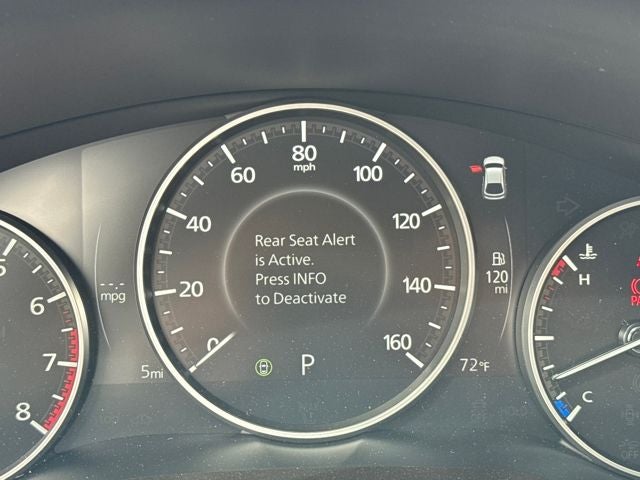 80
mph
60
100
40
120
20
140
0
160
Rear Seat Alert
is Active.
Press INFO
to Deactivate
P
5mi
72°F
---
mpg
120
mi
5
6
7
8
H
C